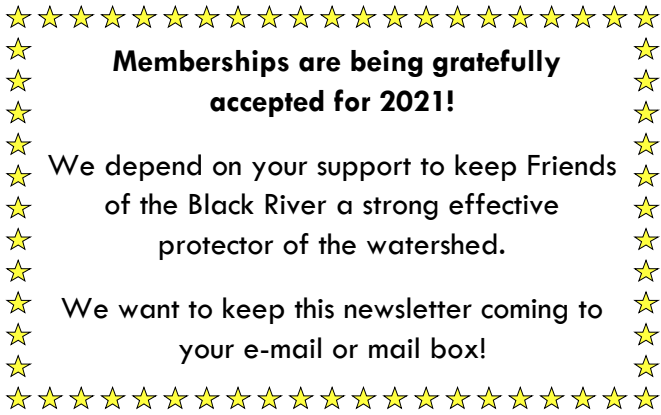 Memberships are being gratefully
accepted for 2021!
We depend on your support to keep Friends
of the Black River a strong effective
protector of the watershed.
We want to keep this newsletter coming to
your e-mail or mail box!